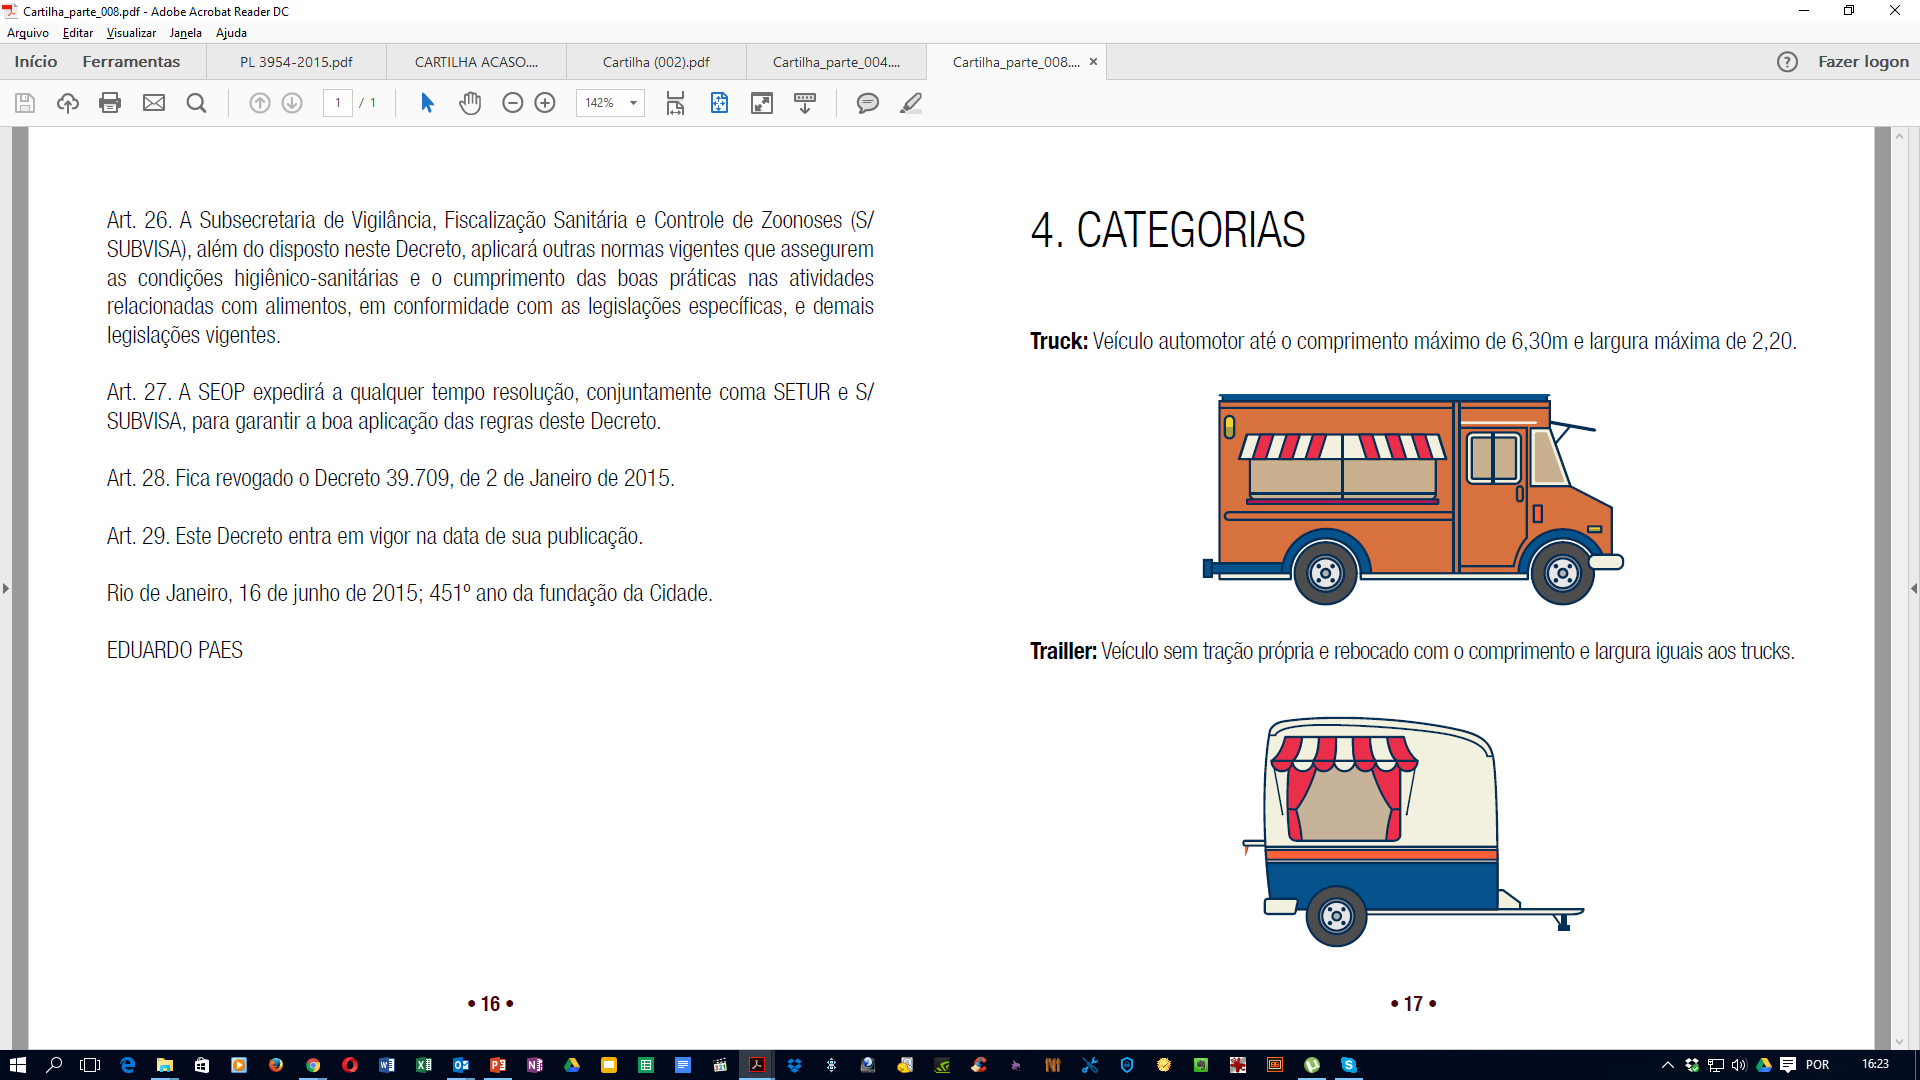 Cartilha_parte_008.pdf - Adobe Acrobat Reader DC
Arquivo Editar Visualizar Janela Ajuda
Início Ferramentas PL 3954-2015.pdf CARTILHA ACASO.... Cartilha (002).pdf Cartilha_parte_004.... Cartilha_parte_008.... Fazer logon
1 / 1 142%
Art. 26. A Subsecretaria de Vigilância, Fiscalização Sanitária e Controle de Zoonoses (S/
SUBVISA), além do disposto neste Decreto, aplicará outras normas vigentes que assegurem
as condições higiênico-sanitárias e o cumprimento das boas práticas nas atividades
relacionadas com alimentos, em conformidade com as legislações específicas, e demais
legislações vigentes.
Art. 27. A SEOP expedirá a qualquer tempo resolução, conjuntamente coma SETUR e S/
SUBVISA, para garantir a boa aplicação das regras deste Decreto.
Art. 28. Fica revogado o Decreto 39.709, de 2 de Janeiro de 2015.
Art. 29. Este Decreto entra em vigor na data de sua publicação.
Rio de Janeiro, 16 de junho de 2015; 451º ano da fundação da Cidade.
EDUARDO PAES
• 16 •
4. CATEGORIAS
Truck: Veículo automotor até o comprimento máximo de 6,30m e largura máxima de 2,20.
Trailler: Veículo sem tração própria e rebocado com o comprimento e largura iguais aos trucks.
• 17 •
POR 16:23